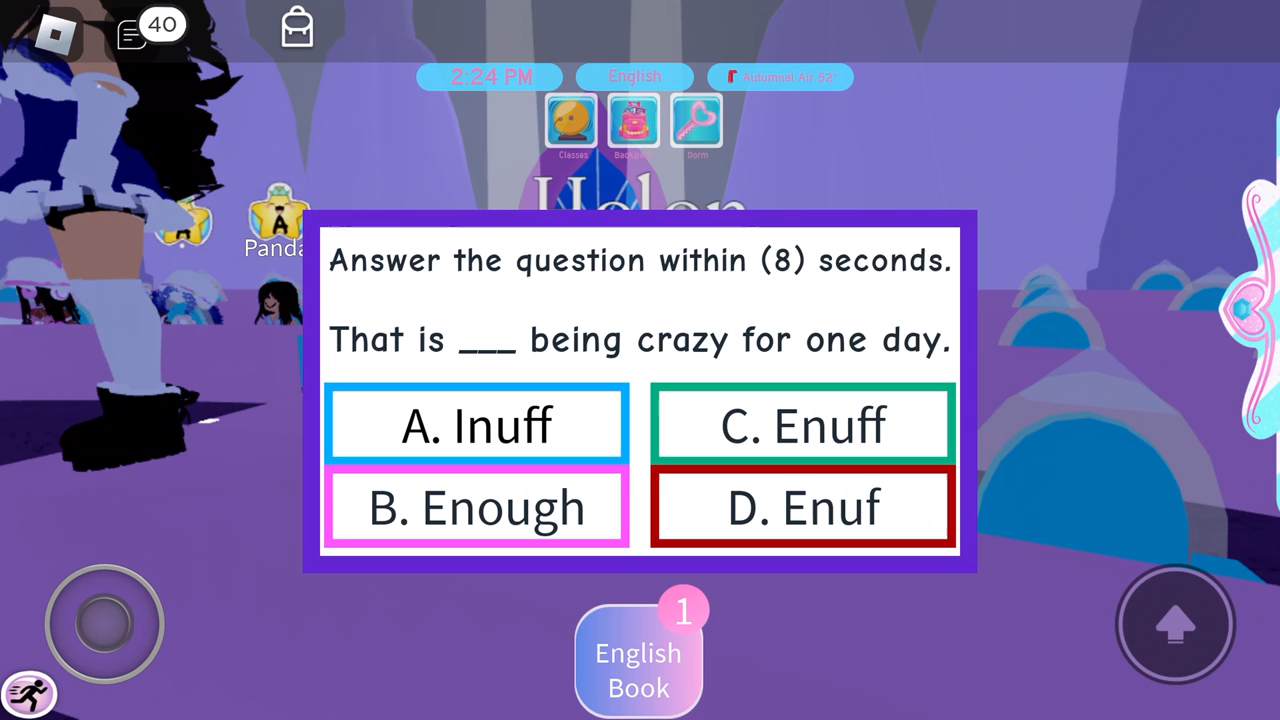 40
2:24 PM
English
Autumnal Air 52°
Classes
Dorm
Panda
Answer the question within (8) seconds.
That is ___ being crazy for one day.
A. Inuff
C. Enuff
B. Enough
D. Enuf
1
English
Book